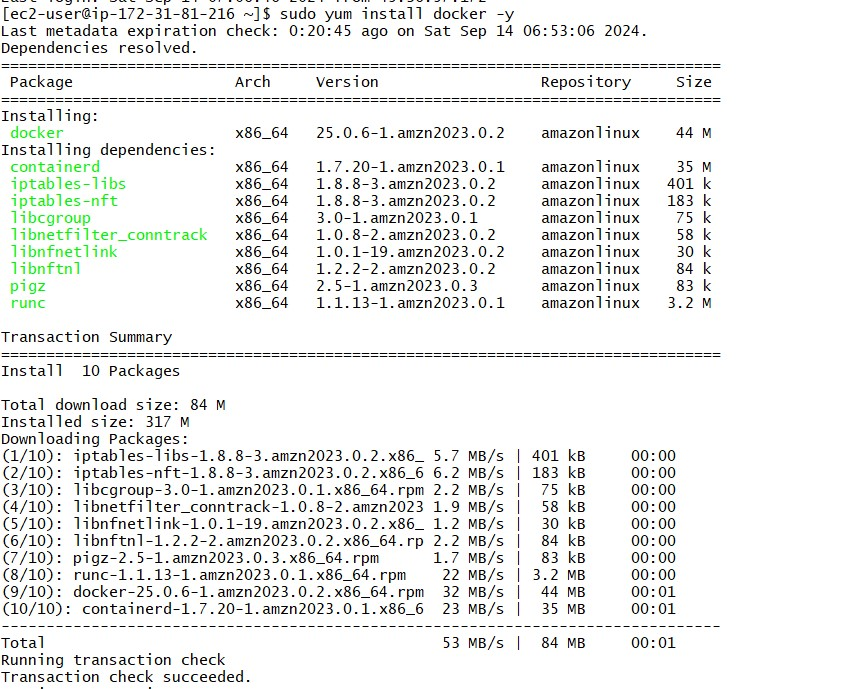 [ec2-user@ip-172-31-81-216 ~]$ sudo yum install docker -y
Last metadata expiration check: 0:20:45 ago on Sat Sep 14 06:53:06 2024.
Dependencies resolved.
================================================================================
 Package                  Arch     Version                  Repository     Size
================================================================================
Installing:
 docker                   x86_64   25.0.6-1.amzn2023.0.2    amazonlinux    44 M
Installing dependencies:
 containerd               x86_64   1.7.20-1.amzn2023.0.1    amazonlinux    35 M
 iptables-libs            x86_64   1.8.8-3.amzn2023.0.2     amazonlinux   401 k
 iptables-nft             x86_64   1.8.8-3.amzn2023.0.2     amazonlinux   183 k
 libcgroup                x86_64   3.0-1.amzn2023.0.1       amazonlinux    75 k
 libnetfilter_conntrack   x86_64   1.0.8-2.amzn2023.0.2     amazonlinux    58 k
 libnfnetlink             x86_64   1.0.1-19.amzn2023.0.2    amazonlinux    30 k
 libnftnl                 x86_64   1.2.2-2.amzn2023.0.2     amazonlinux    84 k
 pigz                     x86_64   2.5-1.amzn2023.0.3       amazonlinux    83 k
 runc                     x86_64   1.1.13-1.amzn2023.0.1    amazonlinux   3.2 M
Transaction Summary
================================================================================
Install  10 Packages
Total download size: 84 M
Installed size: 317 M
Downloading Packages:
(1/10): iptables-libs-1.8.8-3.amzn2023.0.2.x86_ 5.7 MB/s | 401 kB     00:00
(2/10): iptables-nft-1.8.8-3.amzn2023.0.2.x86_6 6.2 MB/s | 183 kB     00:00
(3/10): libcgroup-3.0-1.amzn2023.0.1.x86_64.rpm 2.2 MB/s |  75 kB     00:00
(4/10): libnetfilter_conntrack-1.0.8-2.amzn2023 1.9 MB/s |  58 kB     00:00
(5/10): libnfnetlink-1.0.1-19.amzn2023.0.2.x86_ 1.2 MB/s |  30 kB     00:00
(6/10): libnftnl-1.2.2-2.amzn2023.0.2.x86_64.rp 2.2 MB/s |  84 kB     00:00
(7/10): pigz-2.5-1.amzn2023.0.3.x86_64.rpm      1.7 MB/s |  83 kB     00:00
(8/10): runc-1.1.13-1.amzn2023.0.1.x86_64.rpm    22 MB/s | 3.2 MB     00:00
(9/10): docker-25.0.6-1.amzn2023.0.2.x86_64.rpm  32 MB/s |  44 MB     00:01
(10/10): containerd-1.7.20-1.amzn2023.0.1.x86_6  23 MB/s |  35 MB     00:01
--------------------------------------------------------------------------------
Total                                            53 MB/s |  84 MB     00:01
Running transaction check
Transaction check succeeded.